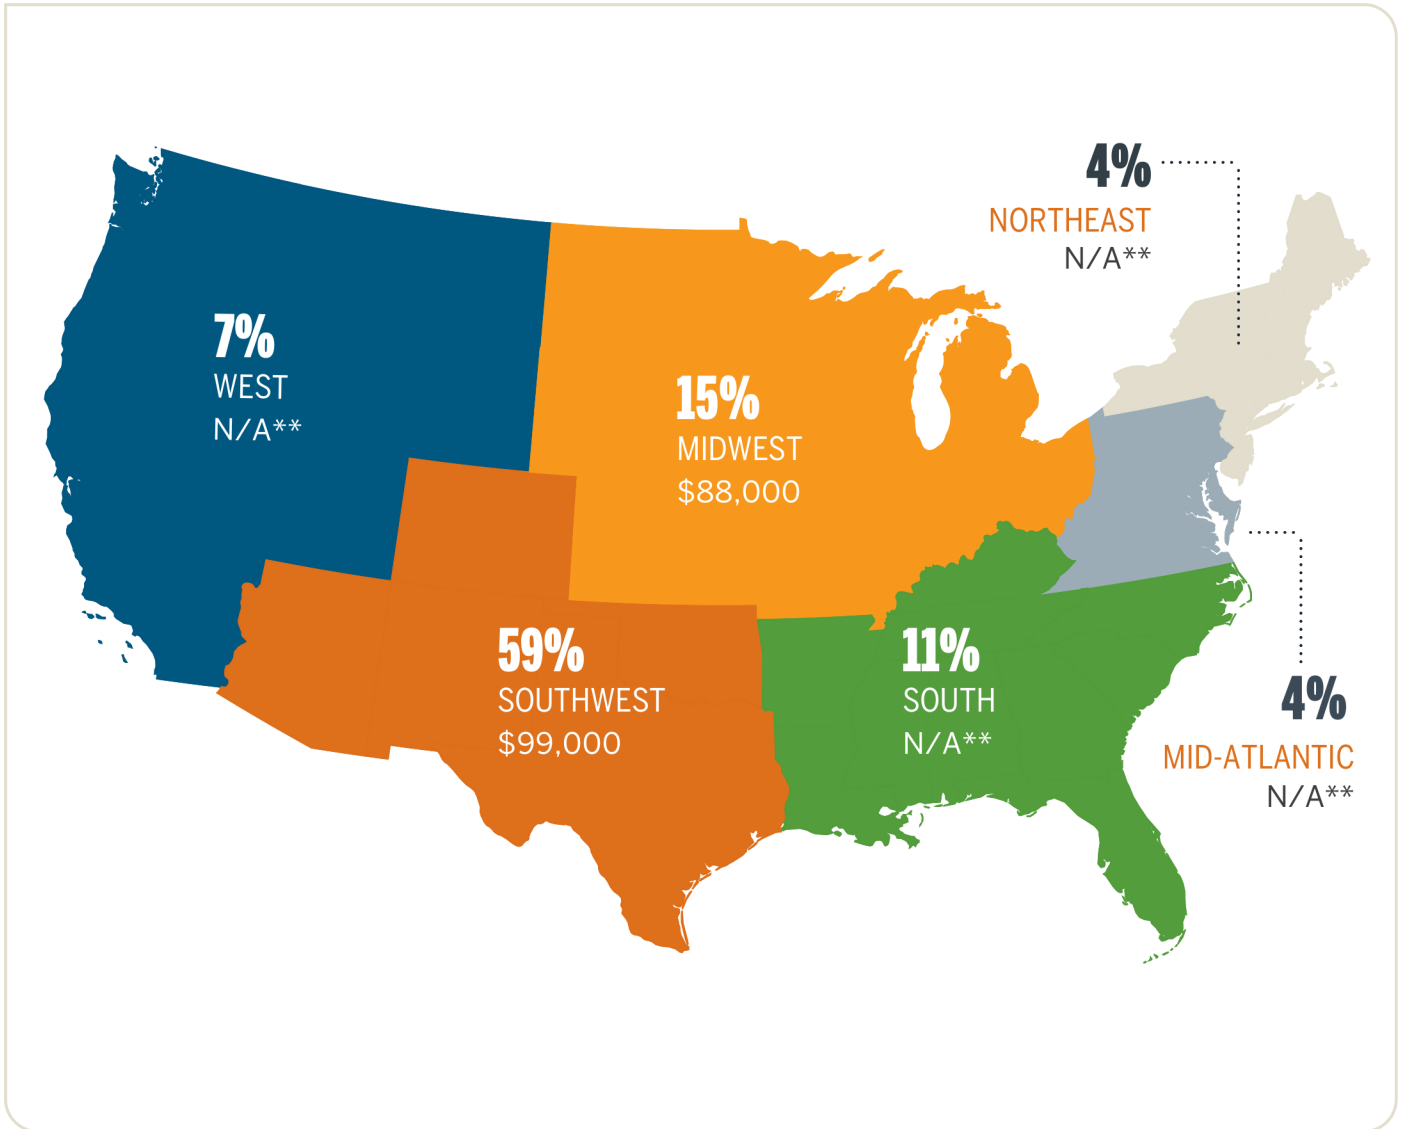 4%
NORTHEAST
N/A**
7%
WEST
N/A**
15%
MIDWEST
$88,000
59%
SOUTHWEST
$99,000
11%
SOUTH
N/A**
4%
MID-ATLANTIC
N/A**